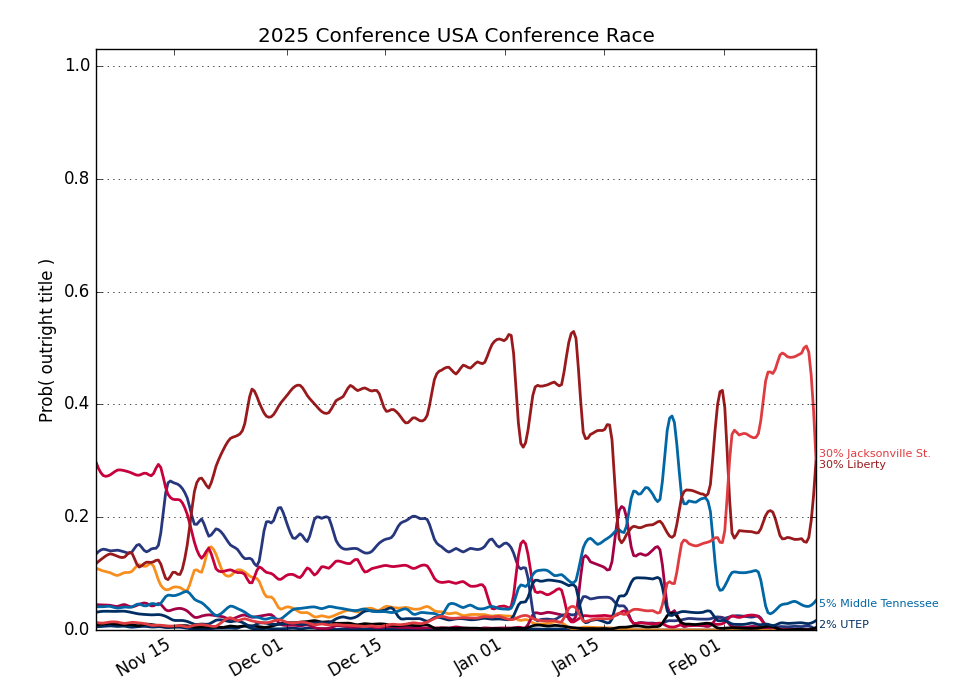 2025 Conference USA Conference Race
Prob( outright title )
1.0
0.8
0.6
0.4
0.2
0.0
Nov 15
Dec 01
Dec 15
Jan 01
Jan 15
Feb 01
30% Jacksonville St.
30% Liberty
5% Middle Tennessee
2% UTEP